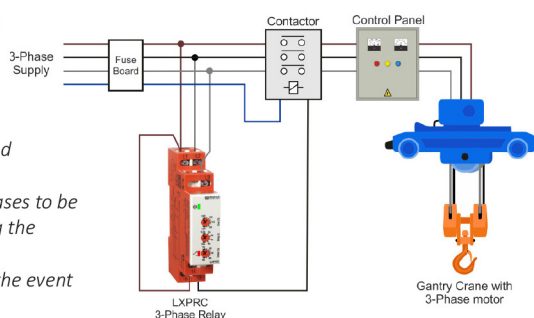 Contactor
Control Panel
3-Phase
Supply
Fuse
Board
d
ases to be
g the
the event
LXPRC
3-Phase Relay
Gantry Crane with
3-Phase motor